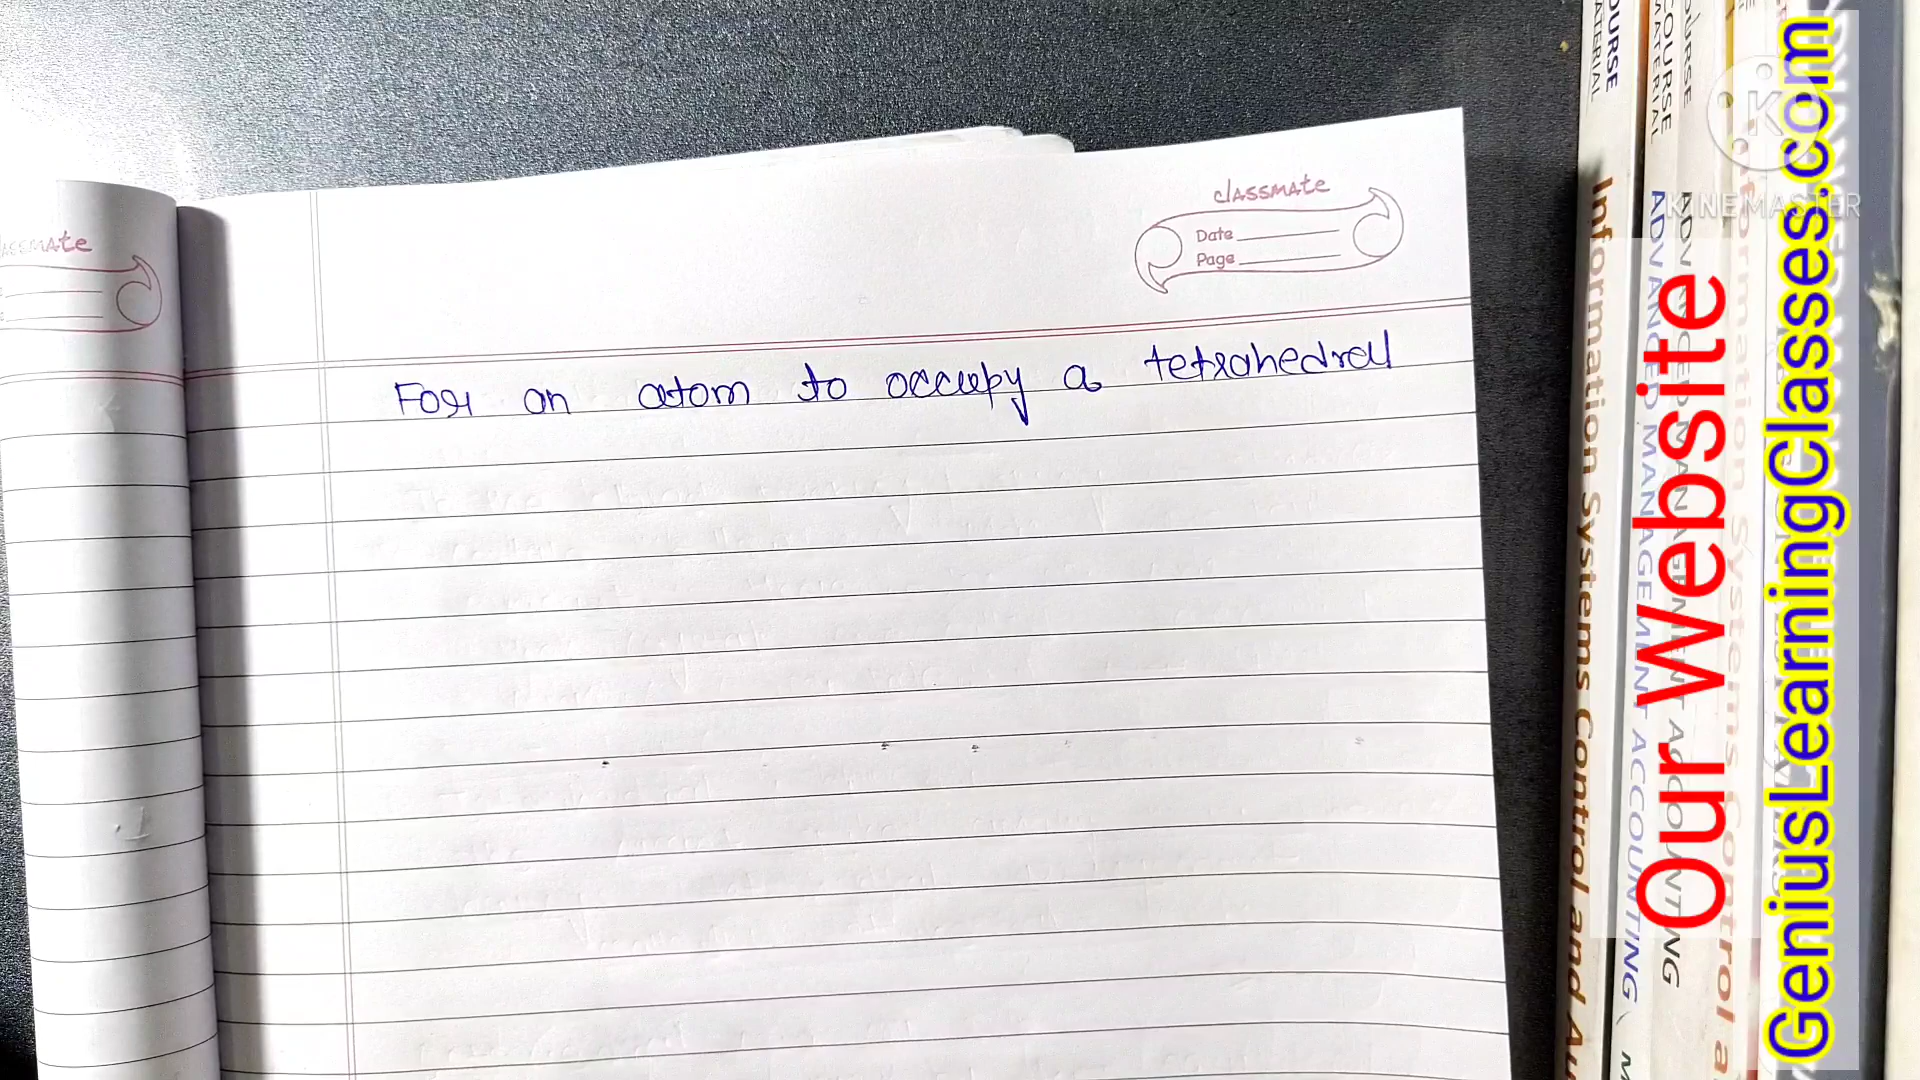 classmate
Date
Page
For an atom to occupy a tetrahedral
Our Website
GeniusLearningClasses.com
KINEMASTER
Information Systems Control and Au
ADVANCED MANAGEMENT ACCOUNTING
COURSE
MATERIAL